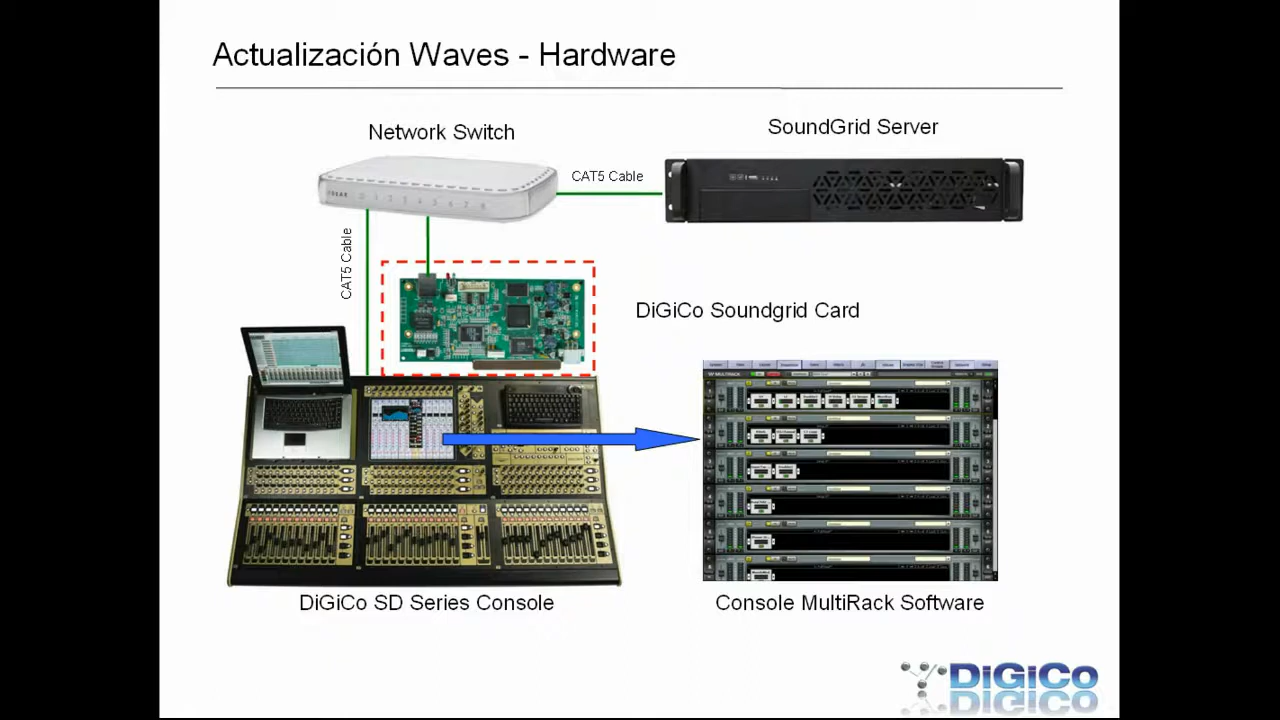 Actualización Waves - Hardware
Network Switch
SoundGrid Server
CAT5 Cable
CAT5 Cable
DiGiCo Soundgrid Card
DiGiCo SD Series Console
Console MultiRack Software
DiGiCo